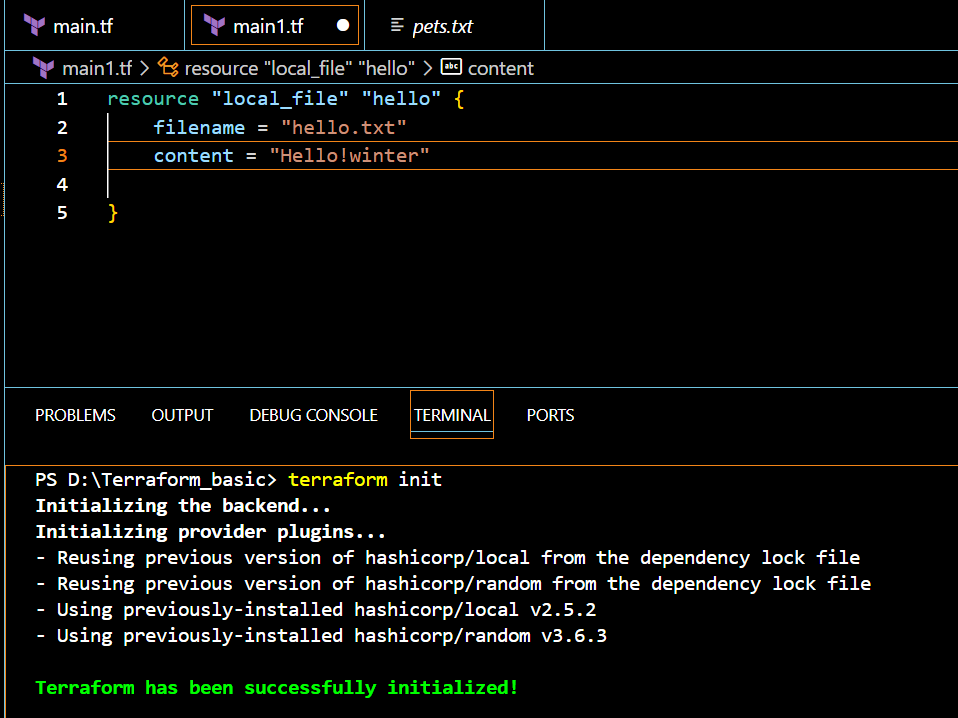 main.tf main1.tf pets.txt
main1.tf > resource "local_file" "hello" > abc content
1 resource "local_file" "hello" {
2 filename = "hello.txt"
3 content = "Hello!winter"
4
5 }
PROBLEMS OUTPUT DEBUG CONSOLE TERMINAL PORTS
PS D:\Terraform_basic> terraform init
Initializing the backend...
Initializing provider plugins...
- Reusing previous version of hashicorp/local from the dependency lock file
- Reusing previous version of hashicorp/random from the dependency lock file
- Using previously-installed hashicorp/local v2.5.2
- Using previously-installed hashicorp/random v3.6.3
Terraform has been successfully initialized!